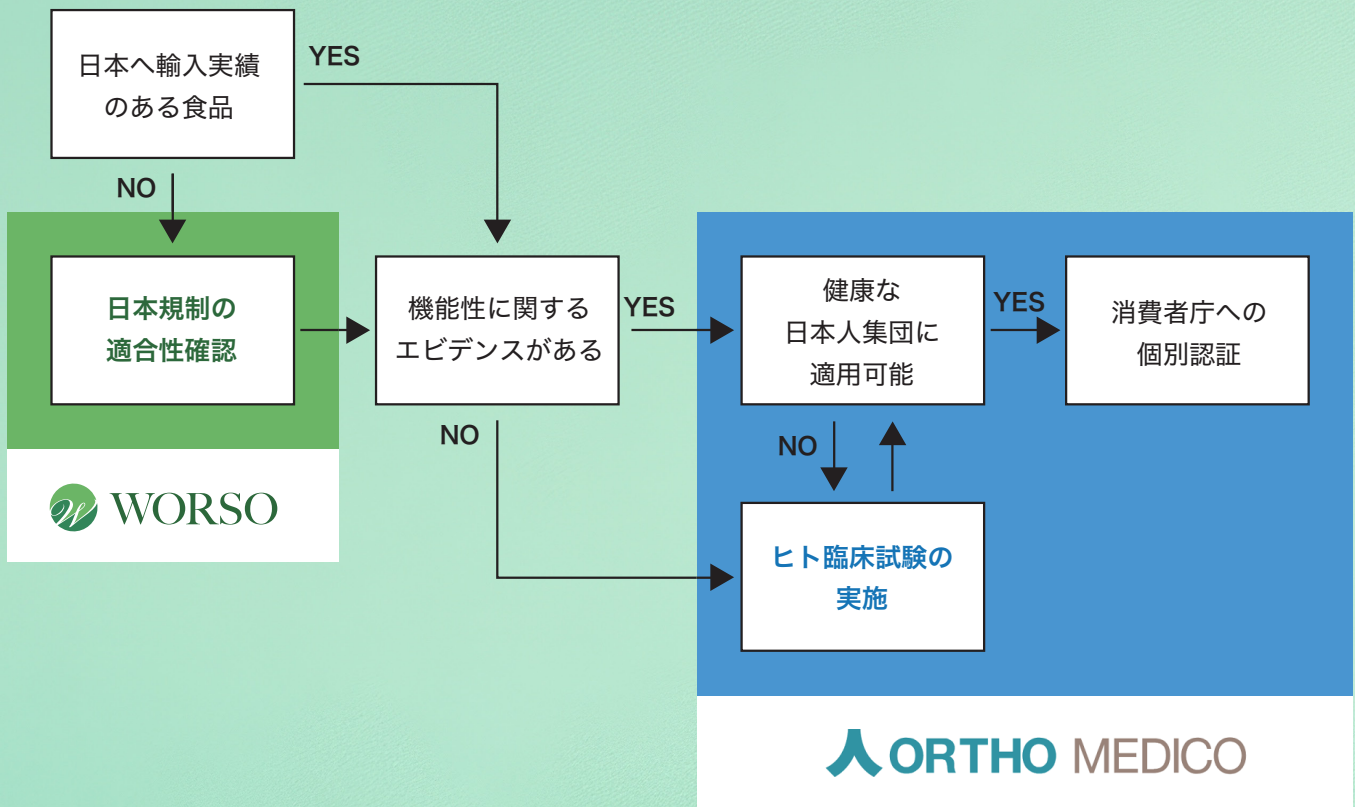 日本へ輸入実績
のある食品
YES
NO
日本規制の
適合性確認
機能性に関する
エビデンスがある
YES
健康な
日本人集団に
適用可能
YES
消費者庁への
個別認証
NO
NO
ヒト臨床試験の
実施
W WORSO
ORTHO MEDICO